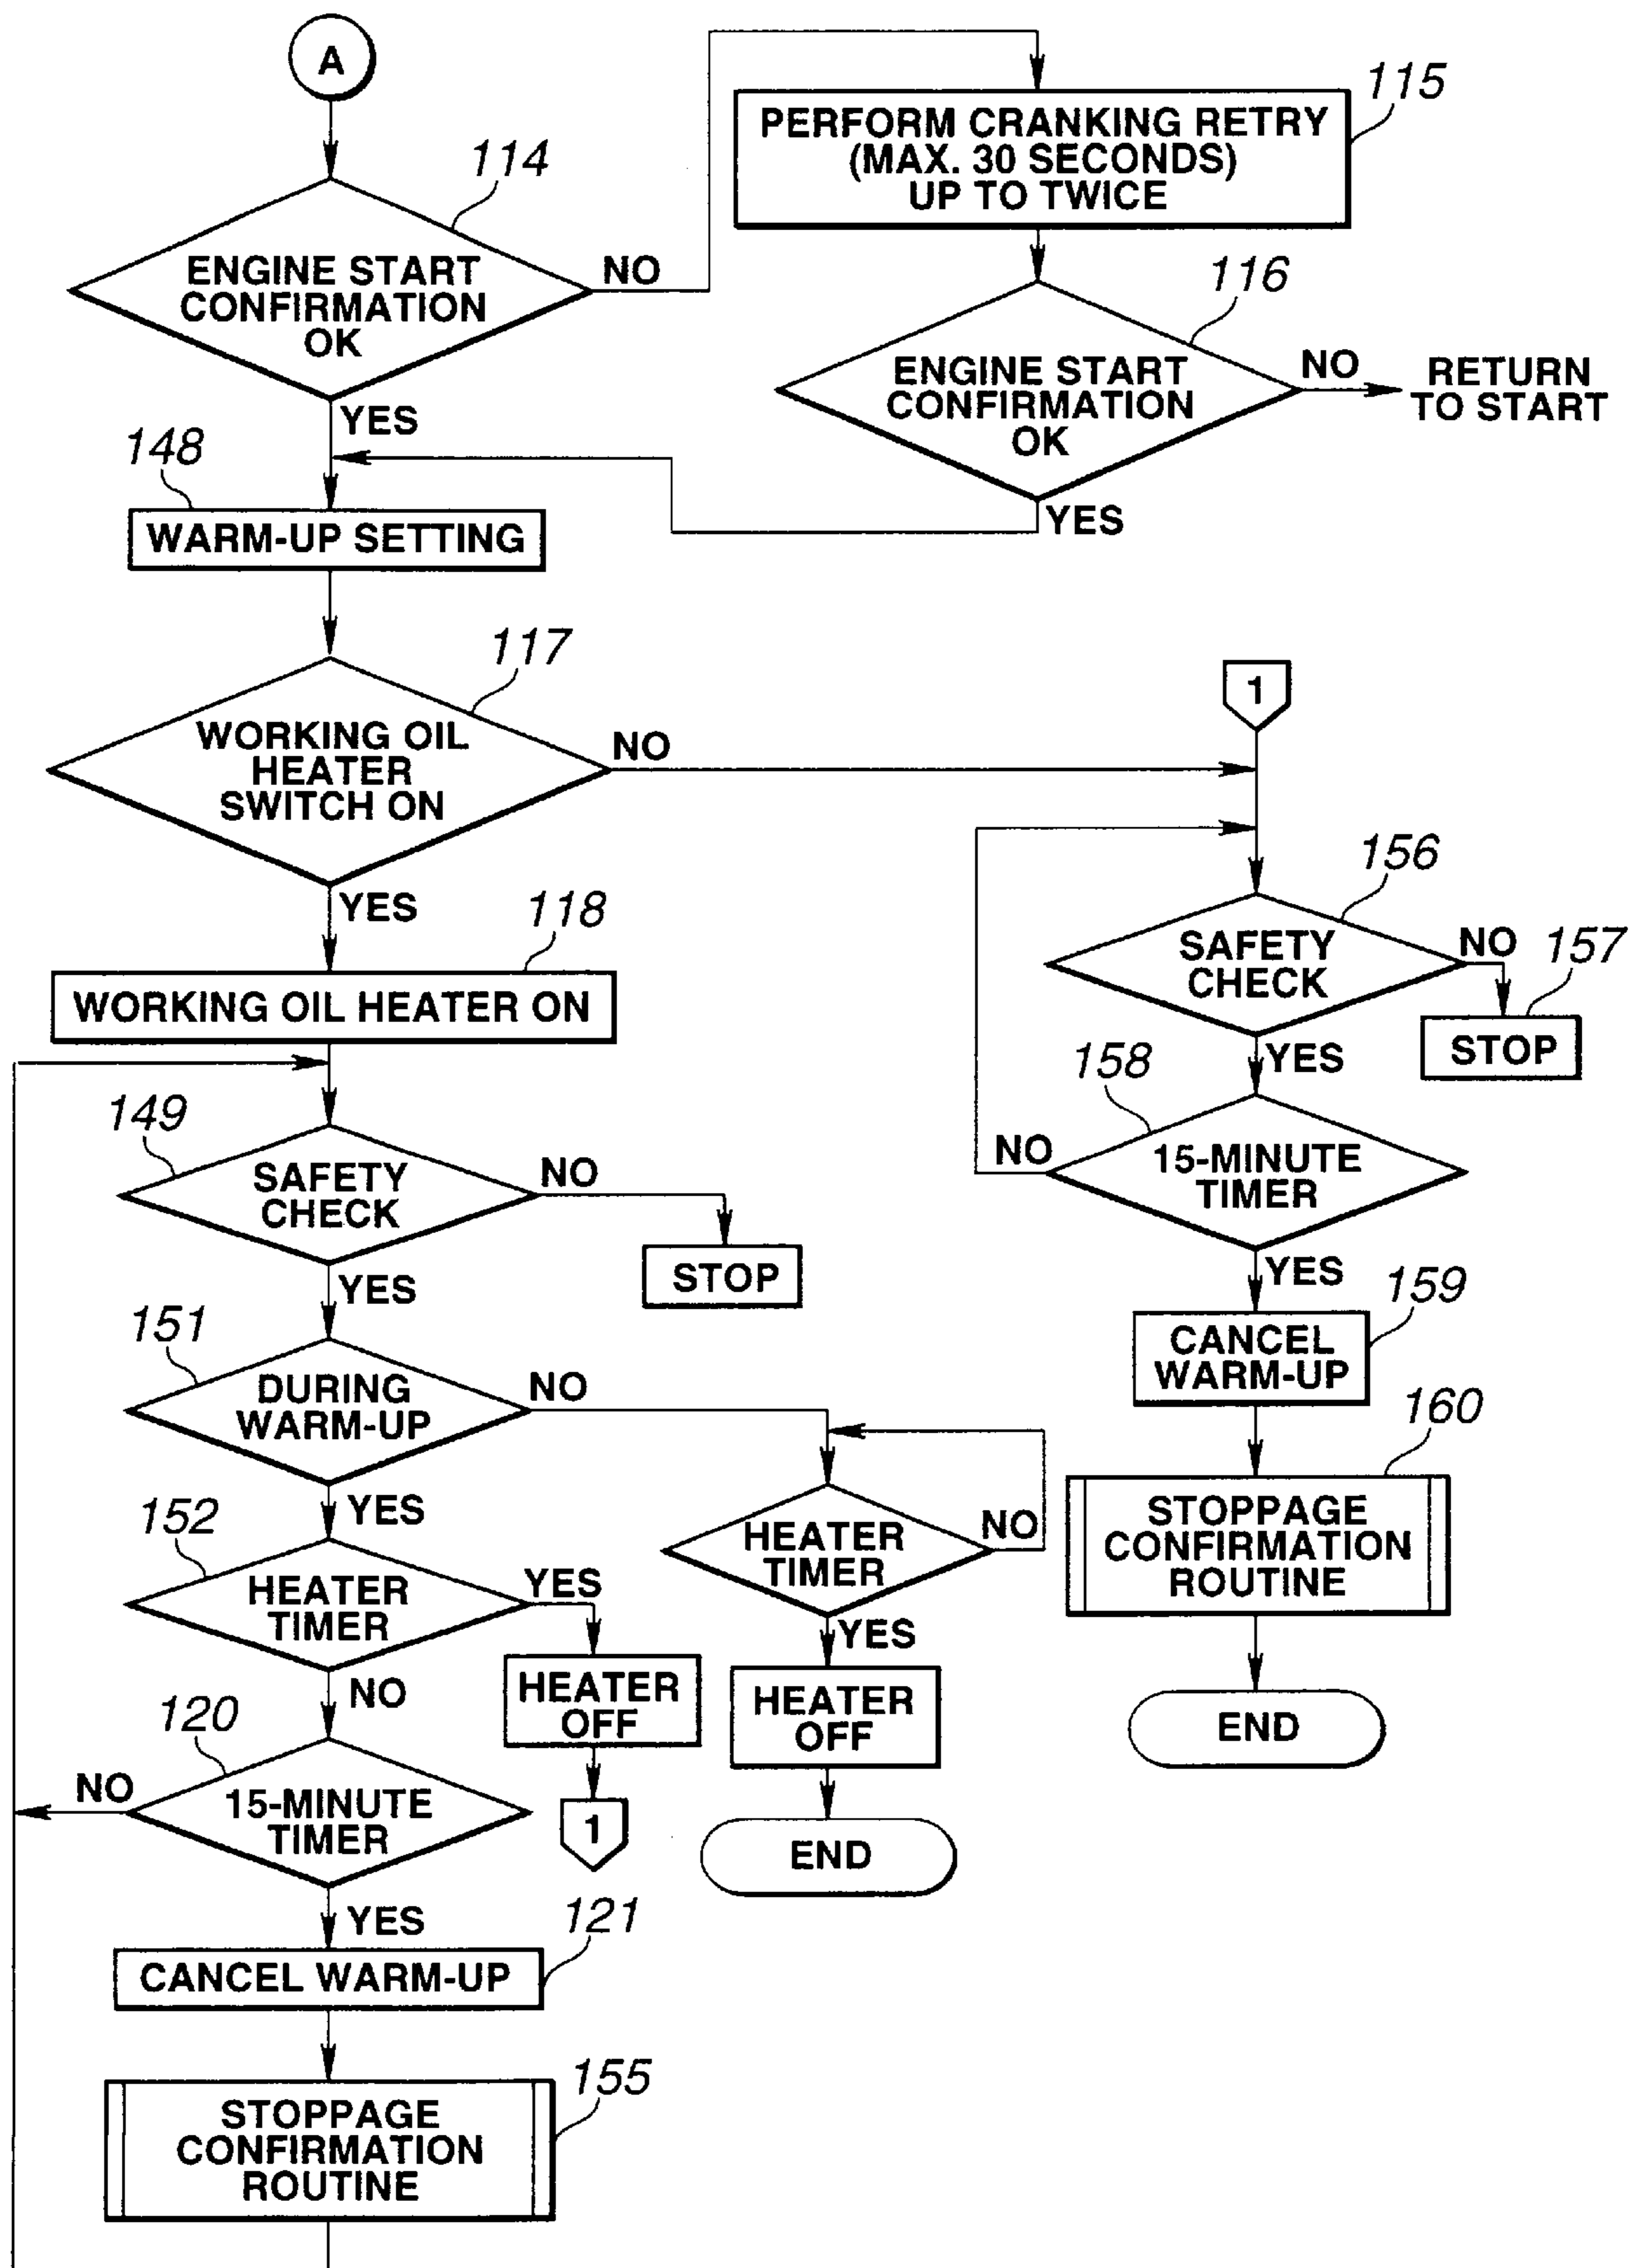 A
115
PERFORM CRANKING RETRY
(MAX. 30 SECONDS)
UP TO TWICE
114
ENGINE START
CONFIRMATION
OK
NO
YES
116
ENGINE START
CONFIRMATION
OK
NO
RETURN
TO START
YES
148
WARM-UP SETTING
117
WORKING OIL
HEATER
SWITCH ON
NO
YES
1
118
WORKING OIL HEATER ON
156
SAFETY
CHECK
NO
157
STOP
YES
158
15-MINUTE
TIMER
NO
YES
149
SAFETY
CHECK
NO
STOP
YES
159
CANCEL
WARM-UP
151
DURING
WARM-UP
NO
YES
160
STOPPAGE
CONFIRMATION
ROUTINE
END
152
HEATER
TIMER
YES
NO
HEATER
OFF
1
HEATER
TIMER
NO
YES
HEATER
OFF
END
120
15-MINUTE
TIMER
NO
YES
121
CANCEL WARM-UP
155
STOPPAGE
CONFIRMATION
ROUTINE